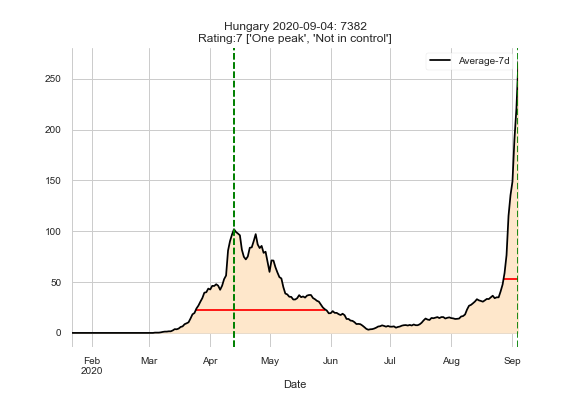 Hungary 2020-09-04: 7382
Rating:7 ['One peak', 'Not in control']
Average-7d
250
200
150
100
50
0
Feb Mar Apr May Jun Jul Aug Sep
2020
Date